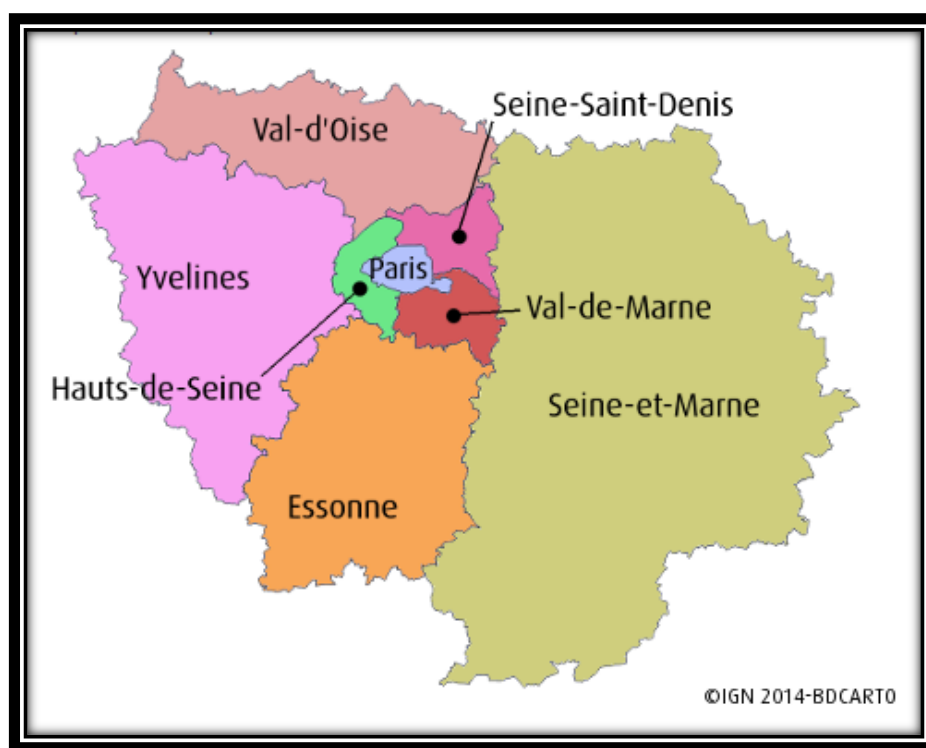 Seine-Saint-Denis
Val-d'Oise
Paris
Yvelines
Val-de-Marne
Hauts-de-Seine
Seine-et-Marne
Essonne
©IGN 2014-BDCARTO